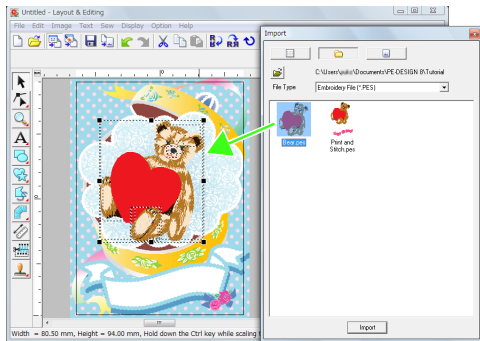 Untitled - Layout & Editing
File Edit Image Text Sew Display Option Help
Import
C:\Users\yuko\Documents\PE-DESIGN 8\Tutorial
File Type
Embroidery File (*.PES)
Bear.pes
Print and
Stitch.pes
Import
Width = 80.50 mm, Height = 94.00 mm, Hold down the Ctrl key while scaling